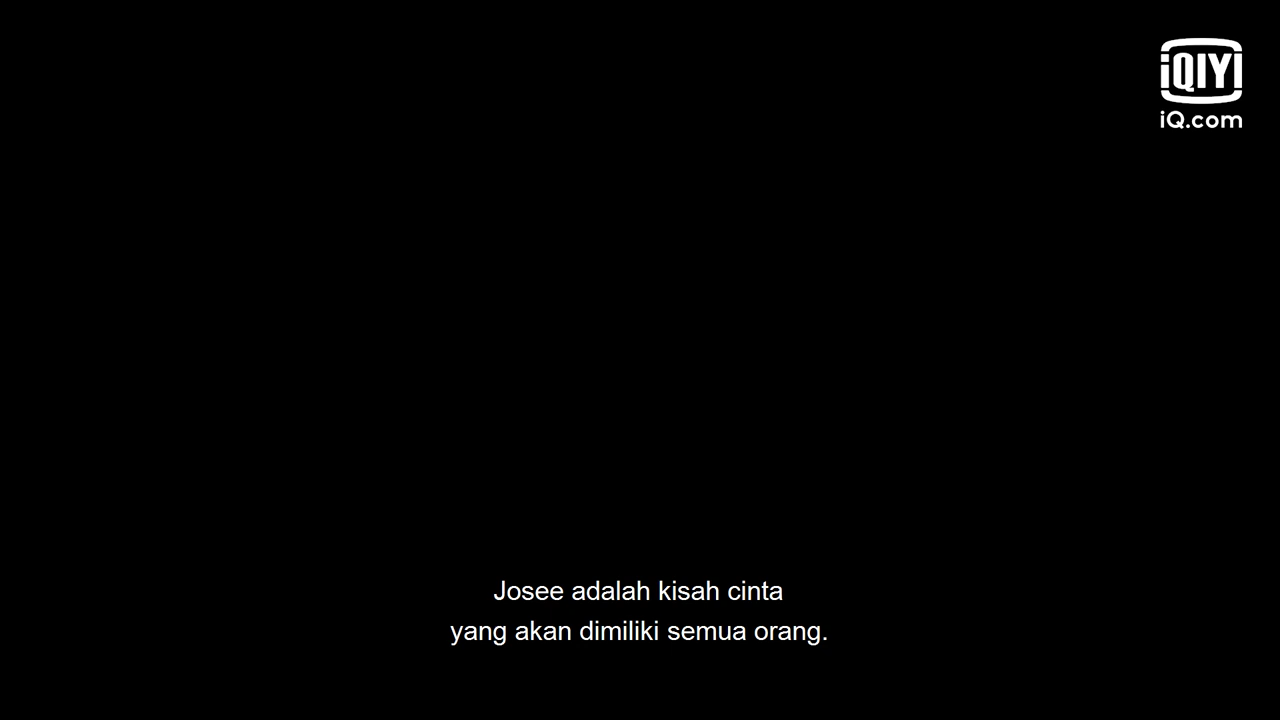 iQIYI
iQ.com
Josee adalah kisah cinta
yang akan dimiliki semua orang.